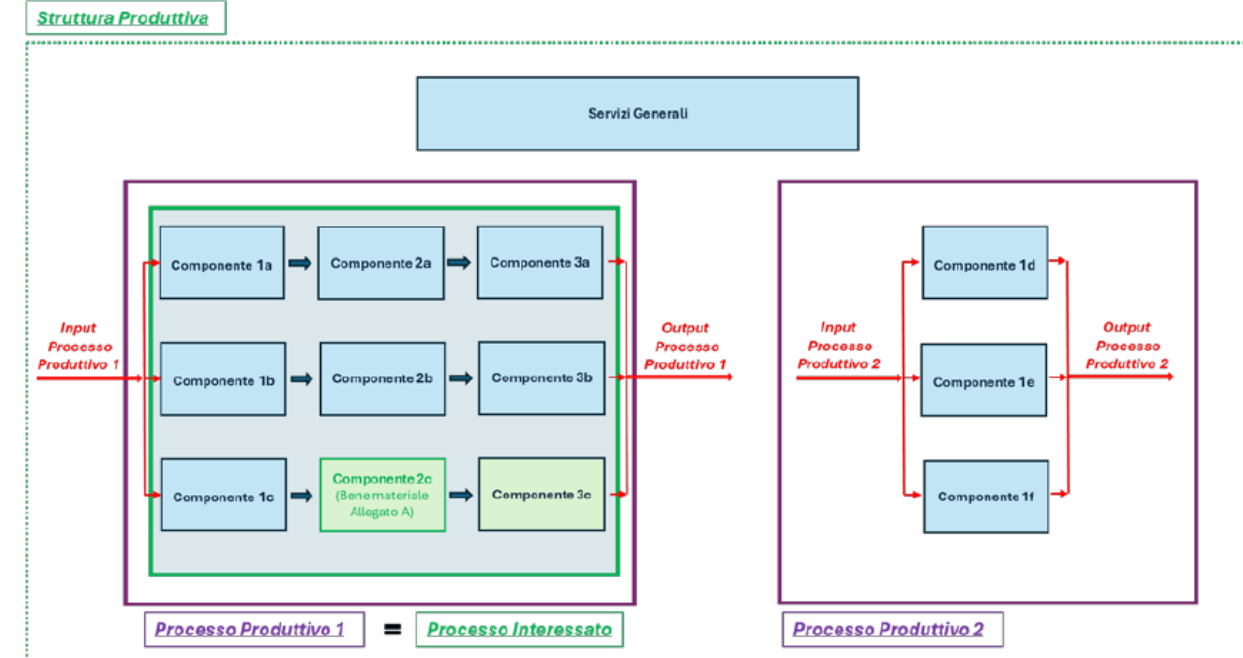 Struttura Produttiva
Servizi Generali
Componente 1a
Componente 2a
Componente 3a
Input
Processo
Produttivo 1
Componente 1b
Componente 2b
Componente 3b
Output
Processo
Produttivo 1
Componente 1c
Componente 2c
(Bene materiale
Allegato A)
Componente 3c
Processo Produttivo 1
=
Processo Interessato
Input
Processo
Produttivo 2
Componente 1d
Componente 1e
Componente 1f
Output
Processo
Produttivo 2
Processo Produttivo 2